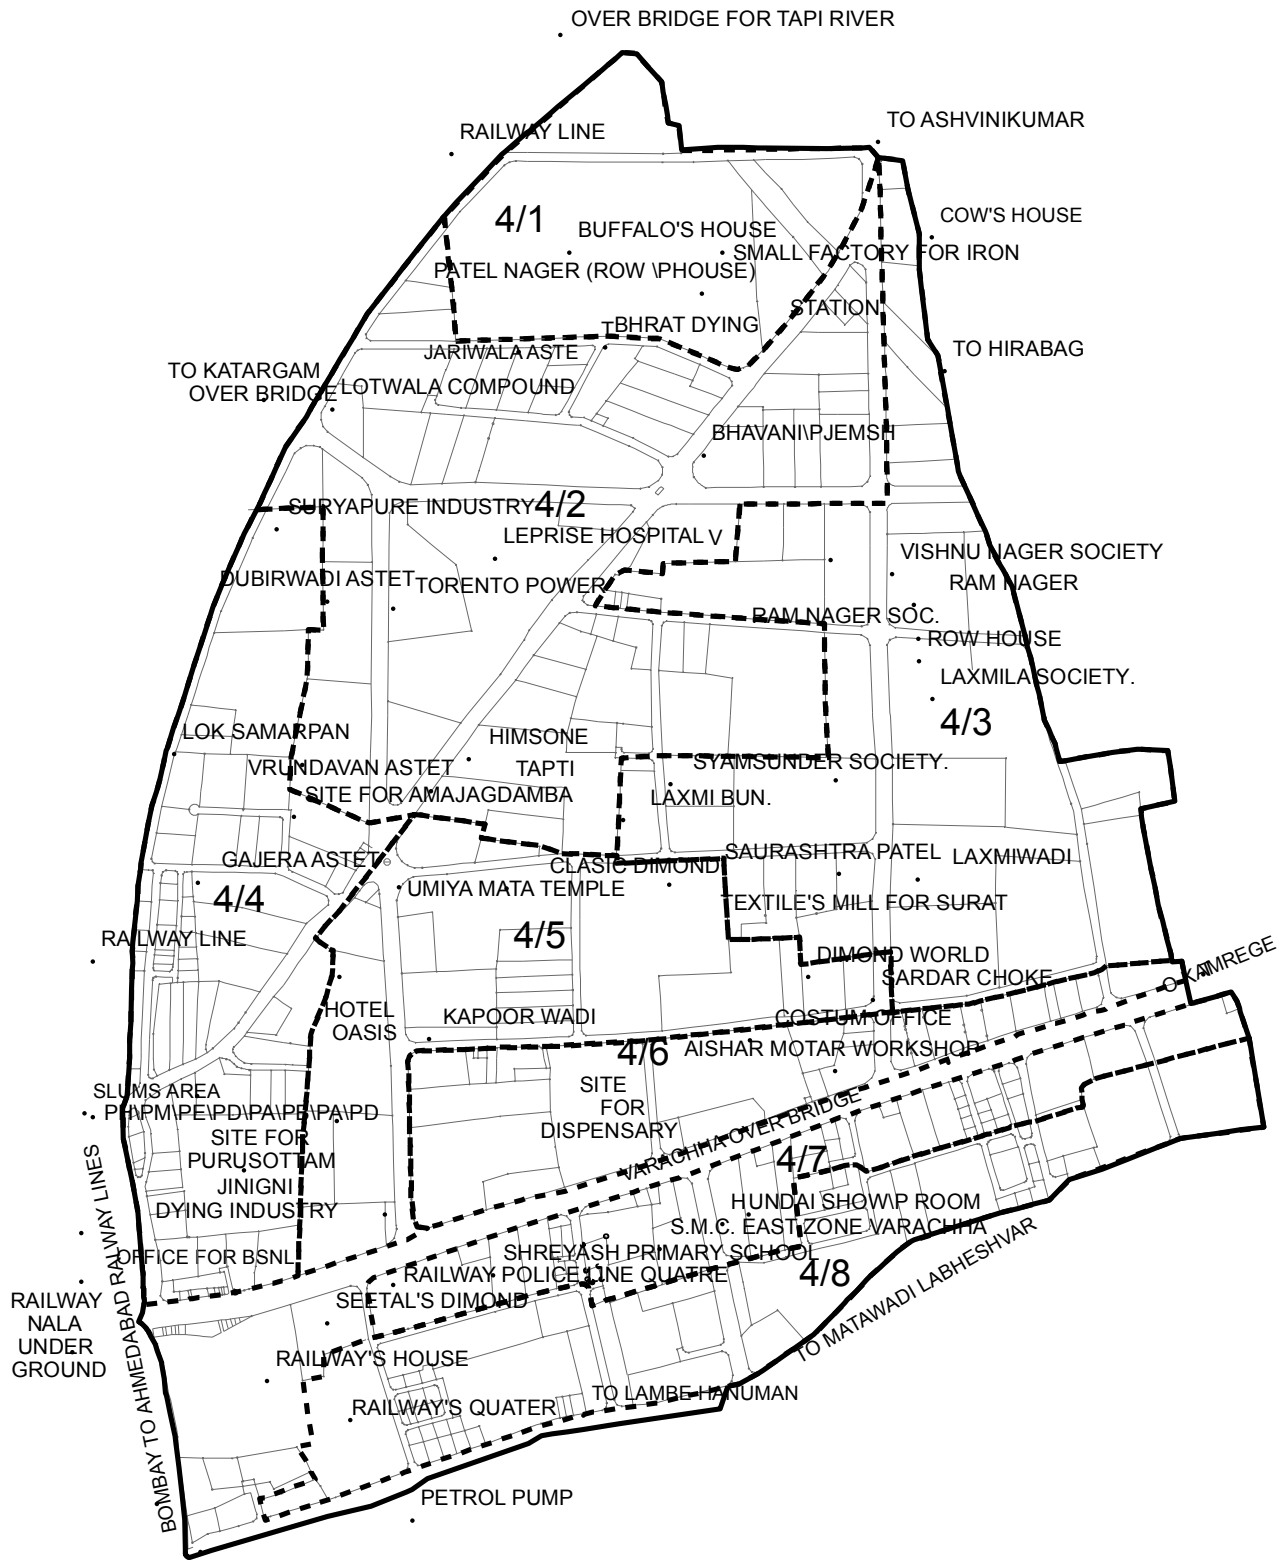 OVER BRIDGE FOR TAPI RIVER
TO ASHVINIKUMAR
RAILWAY LINE
4/1
COW'S HOUSE
BUFFALO'S HOUSE
SMALL FACTORY FOR IRON
PATEL NAGER (ROW \PHOUSE)
STATION
T BHRAT DYING
JARIWALA ASTE
TO HIRABAG
TO KATARGAM
OVER BRIDGE
LOTWALA COMPOUND
BHAVANI\PJEMSH
SURYAPURE INDUSTRY
4/2
LEPRISE HOSPITAL V
VISHNU NAGER SOCIETY
DUBIRWADI ASTET
TORENTO POWER
RAM NAGER
RAM NAGER SOC.
ROW HOUSE
LAXMILA SOCIETY.
4/3
LOK SAMARPAN
HIMSONE
VRUNDAVAN ASTET
TAPTI
SYAMSUNDER SOCIETY.
SITE FOR AMAJAGDAMBA
LAXMI BUN.
GAJERA ASTET
CLASIC DIMOND
SAURASHTRA PATEL
LAXMIWADI
4/4
UMIYA MATA TEMPLE
TEXTILE'S MILL FOR SURAT
4/5
RAILWAY LINE
DIMOND WORLD
SARDAR CHOKE
TO KAMREGE
HOTEL
OASIS
KAPOOR WADI
COSTUM OFFICE
4/6
AISHAR MOTAR WORKSHOP
SLUMS AREA
PH\PM\PE\PD\PA\PB\PA\PD
SITE
FOR
DISPENSARY
VARACHHA OVER BRIDGE
SITE FOR
PURUSOTTAM
JINIGNI
DYING INDUSTRY
4/7
HUNDAI SHOW\P ROOM
S.M.C. EAST ZONE VARACHHA
OFFICE FOR BSNL
SHREYASH PRIMARY SCHOOL
RAILWAY POLICE LINE QUATRE
4/8
SEETAL'S DIMOND
RAILWAY
NALA
UNDER
GROUND
BOMBAY TO AHMEDABAD RAILWAY LINES
TO MATAWADI LABHESHVAR
RAILWAY'S HOUSE
TO LAMBE HANUMAN
RAILWAY'S QUATER
PETROL PUMP